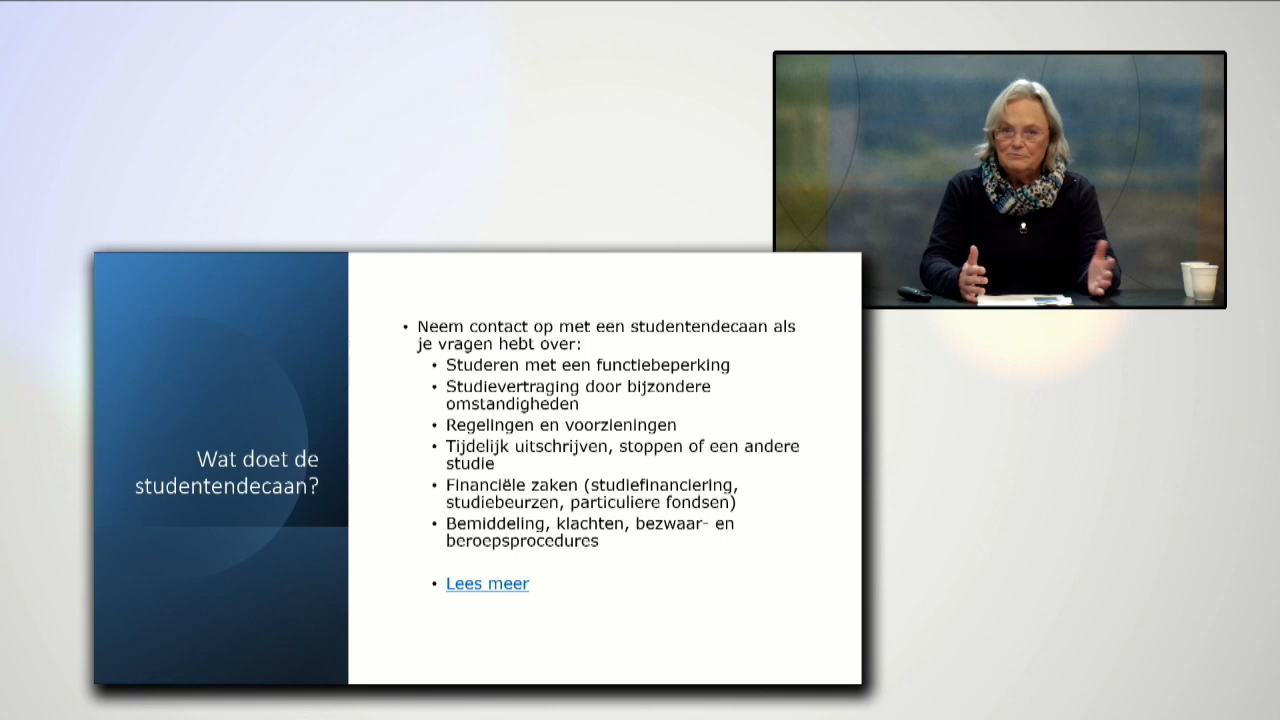 Wat doet de
studentendecaan?
• Neem contact op met een studentendecaan als
je vragen hebt over:
• Studeren met een functiebeperking
• Studievertraging door bijzondere
omstandigheden
• Regelingen en voorzieningen
• Tijdelijk uitschrijven, stoppen of een andere
studie
• Financiële zaken (studiefinanciering,
studiebeurzen, particuliere fondsen)
• Bemiddeling, klachten, bezwaar- en
beroepsprocedures
• Lees meer